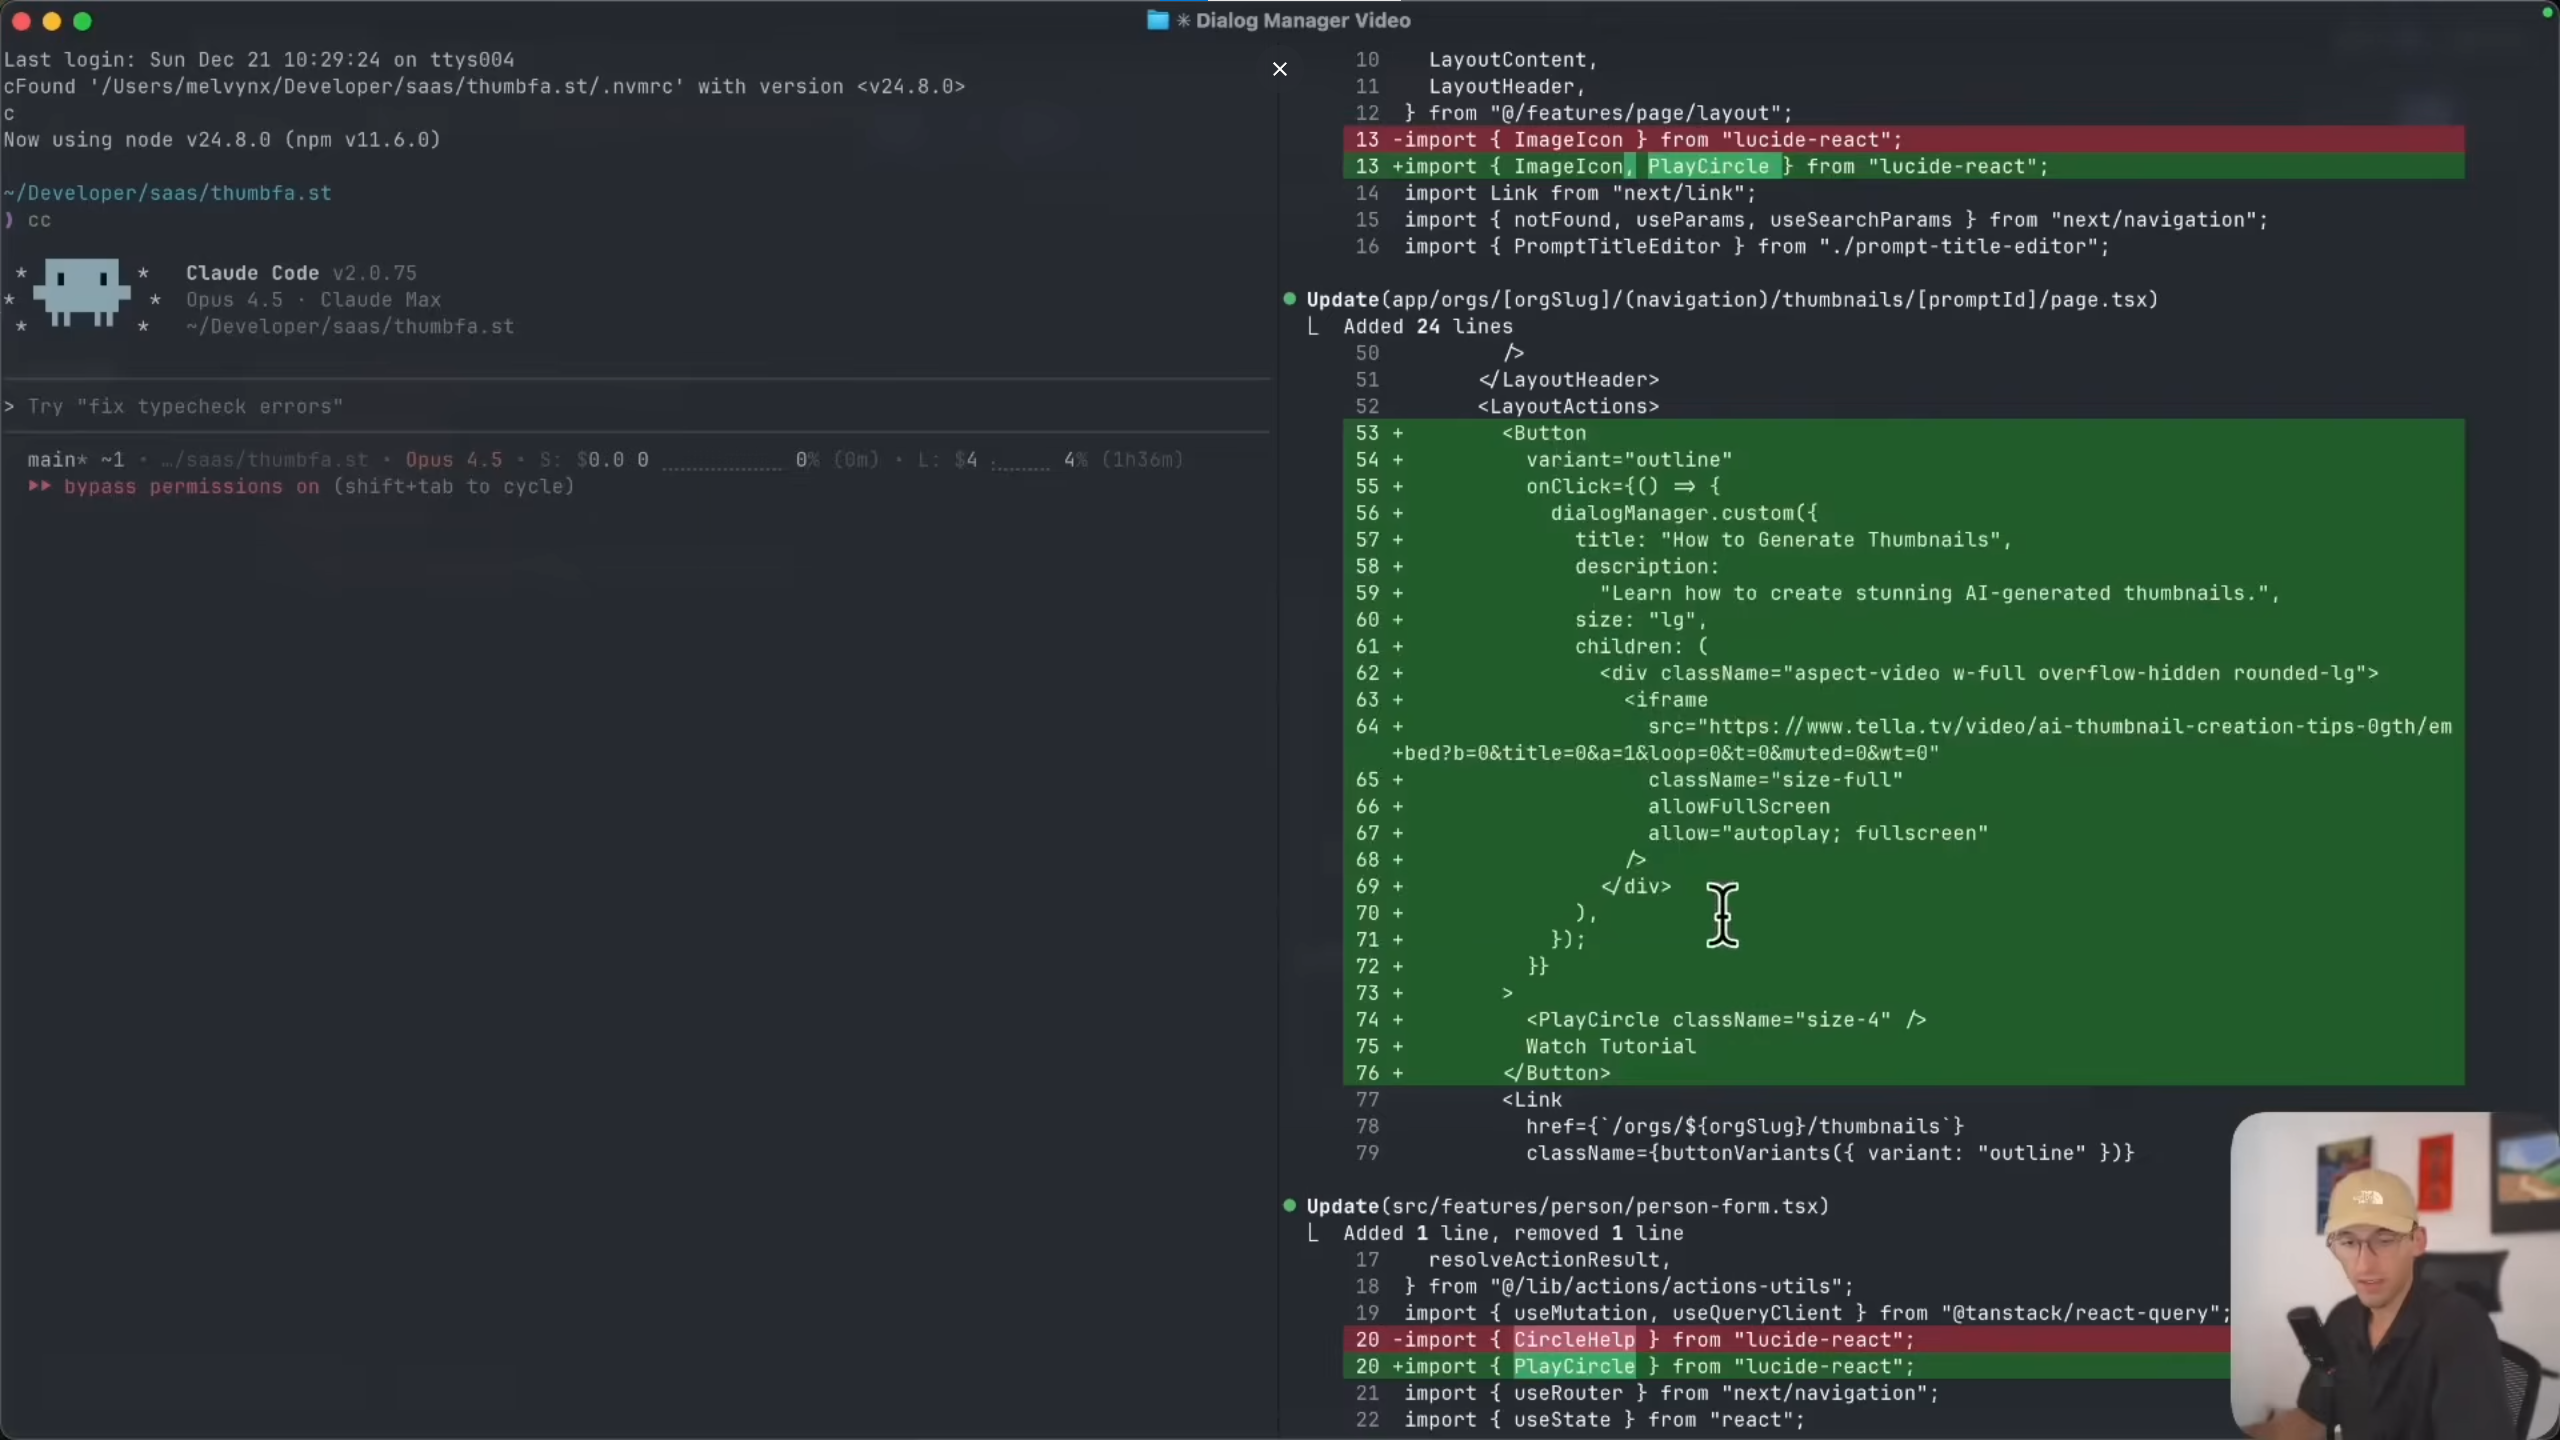 ✳ Dialog Manager Video
Last login: Sun Dec 21 10:29:24 on ttys004
cFound '/Users/melvynx/Developer/saas/thumbfa.st/.nvmrc' with version <v24.8.0>
c
Now using node v24.8.0 (npm v11.6.0)
~/Developer/saas/thumbfa.st
❯ cc
Claude Code v2.0.75
Opus 4.5 · Claude Max
~/Developer/saas/thumbfa.st
> Try "fix typecheck errors"
main* ~1 · …/saas/thumbfa.st · Opus 4.5 · S: $0.0 0 0% (0m) · L: $4 4% (1h36m)
▸▸ bypass permissions on (shift+tab to cycle)
10 LayoutContent,
11 LayoutHeader,
12 } from "@/features/page/layout";
13 -import { ImageIcon } from "lucide-react";
13 +import { ImageIcon, PlayCircle } from "lucide-react";
14 import Link from "next/link";
15 import { notFound, useParams, useSearchParams } from "next/navigation";
16 import { PromptTitleEditor } from "./prompt-title-editor";
● Update(app/orgs/[orgSlug]/(navigation)/thumbnails/[promptId]/page.tsx)
⎿ Added 24 lines
50 />
51 </LayoutHeader>
52 <LayoutActions>
53 + <Button
54 + variant="outline"
55 + onClick={() => {
56 + dialogManager.custom({
57 + title: "How to Generate Thumbnails",
58 + description:
59 + "Learn how to create stunning AI-generated thumbnails.",
60 + size: "lg",
61 + children: (
62 + <div className="aspect-video w-full overflow-hidden rounded-lg">
63 + <iframe
64 + src="https://www.tella.tv/video/ai-thumbnail-creation-tips-0gth/em
+bed?b=0&title=0&a=1&loop=0&t=0&muted=0&wt=0"
65 + className="size-full"
66 + allowFullScreen
67 + allow="autoplay; fullscreen"
68 + />
69 + </div>
70 + ),
71 + });
72 + }}
73 + >
74 + <PlayCircle className="size-4" />
75 + Watch Tutorial
76 + </Button>
77 <Link
78 href={`/orgs/${orgSlug}/thumbnails`}
79 className={buttonVariants({ variant: "outline" })}
● Update(src/features/person/person-form.tsx)
⎿ Added 1 line, removed 1 line
17 resolveActionResult,
18 } from "@/lib/actions/actions-utils";
19 import { useMutation, useQueryClient } from "@tanstack/react-query";
20 -import { CircleHelp } from "lucide-react";
20 +import { PlayCircle } from "lucide-react";
21 import { useRouter } from "next/navigation";
22 import { useState } from "react";